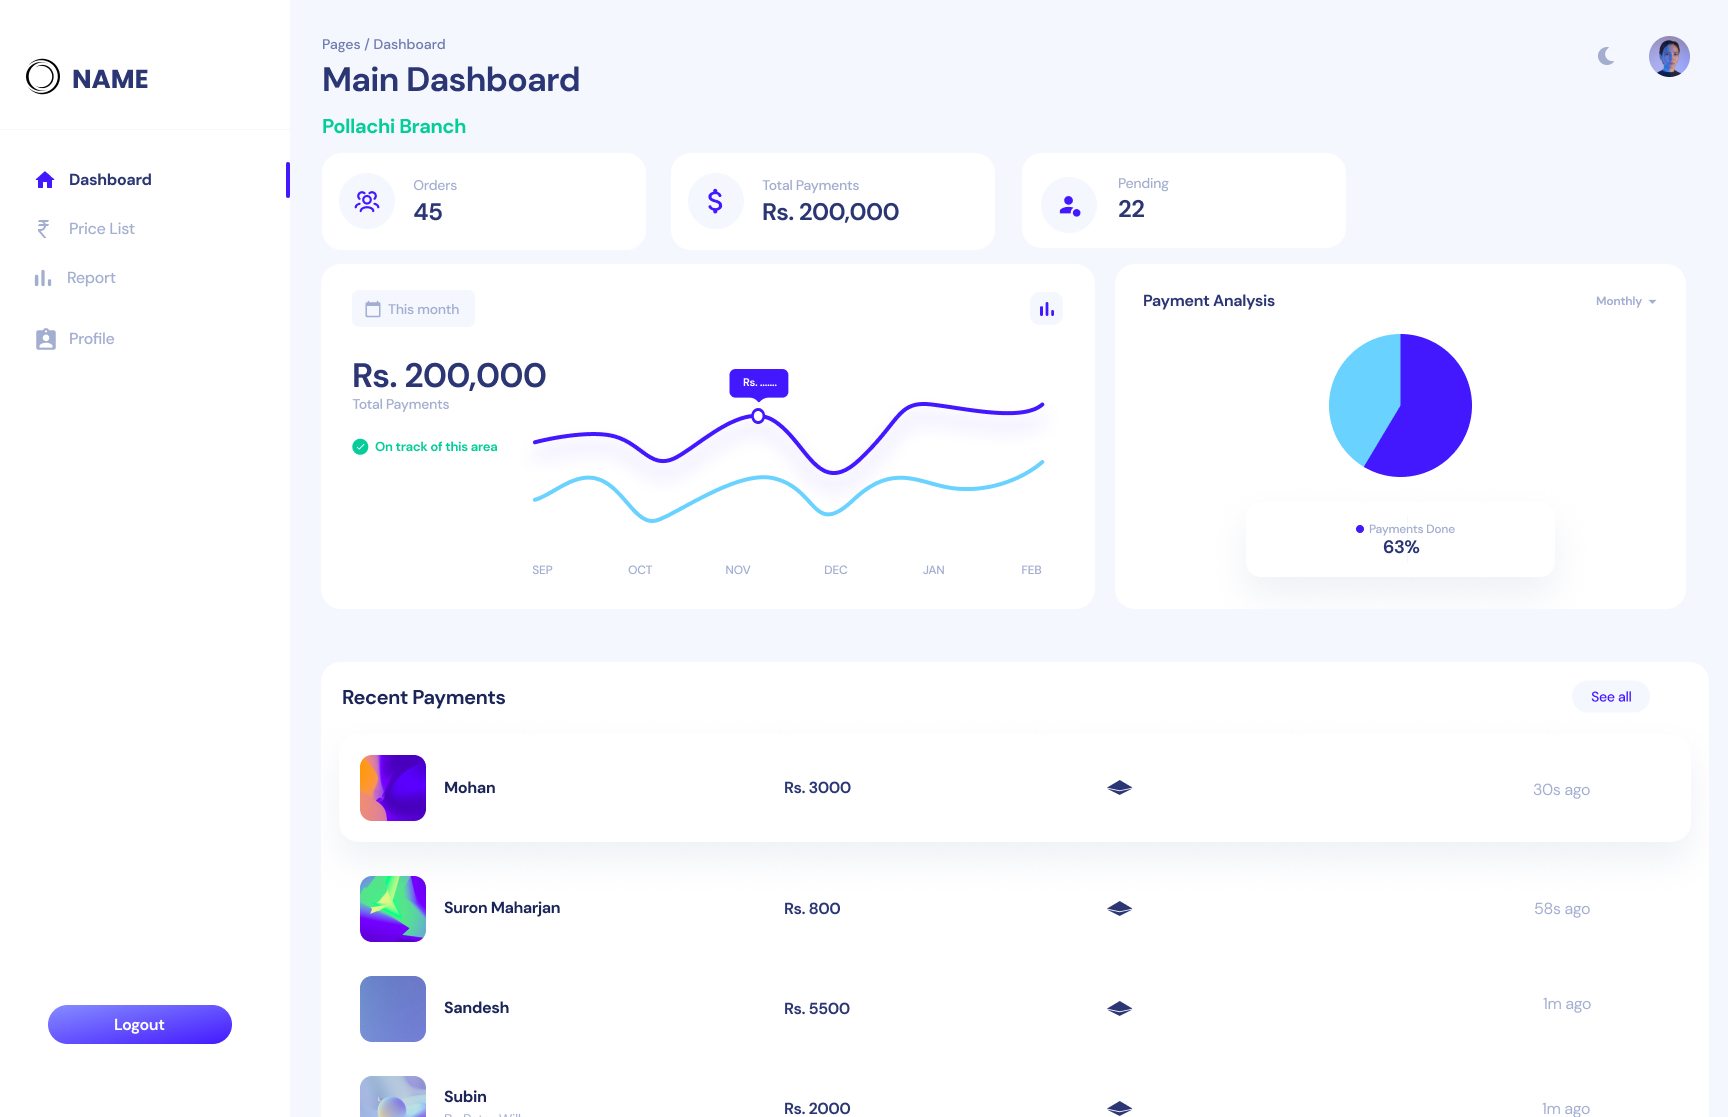 NAME
Dashboard
Price List
Report
Profile
Logout
Pages / Dashboard
Main Dashboard
Pollachi Branch
Orders
45
Total Payments
Rs. 200,000
Pending
22
This month
Rs. 200,000
Total Payments
On track of this area
Rs. .......
SEP OCT NOV DEC JAN FEB
Payment Analysis
Monthly
Payments Done
63%
Recent Payments
See all
Mohan Rs. 3000 30s ago
Suron Maharjan Rs. 800 58s ago
Sandesh Rs. 5500 1m ago
Subin
Rs. 2000 1m ago